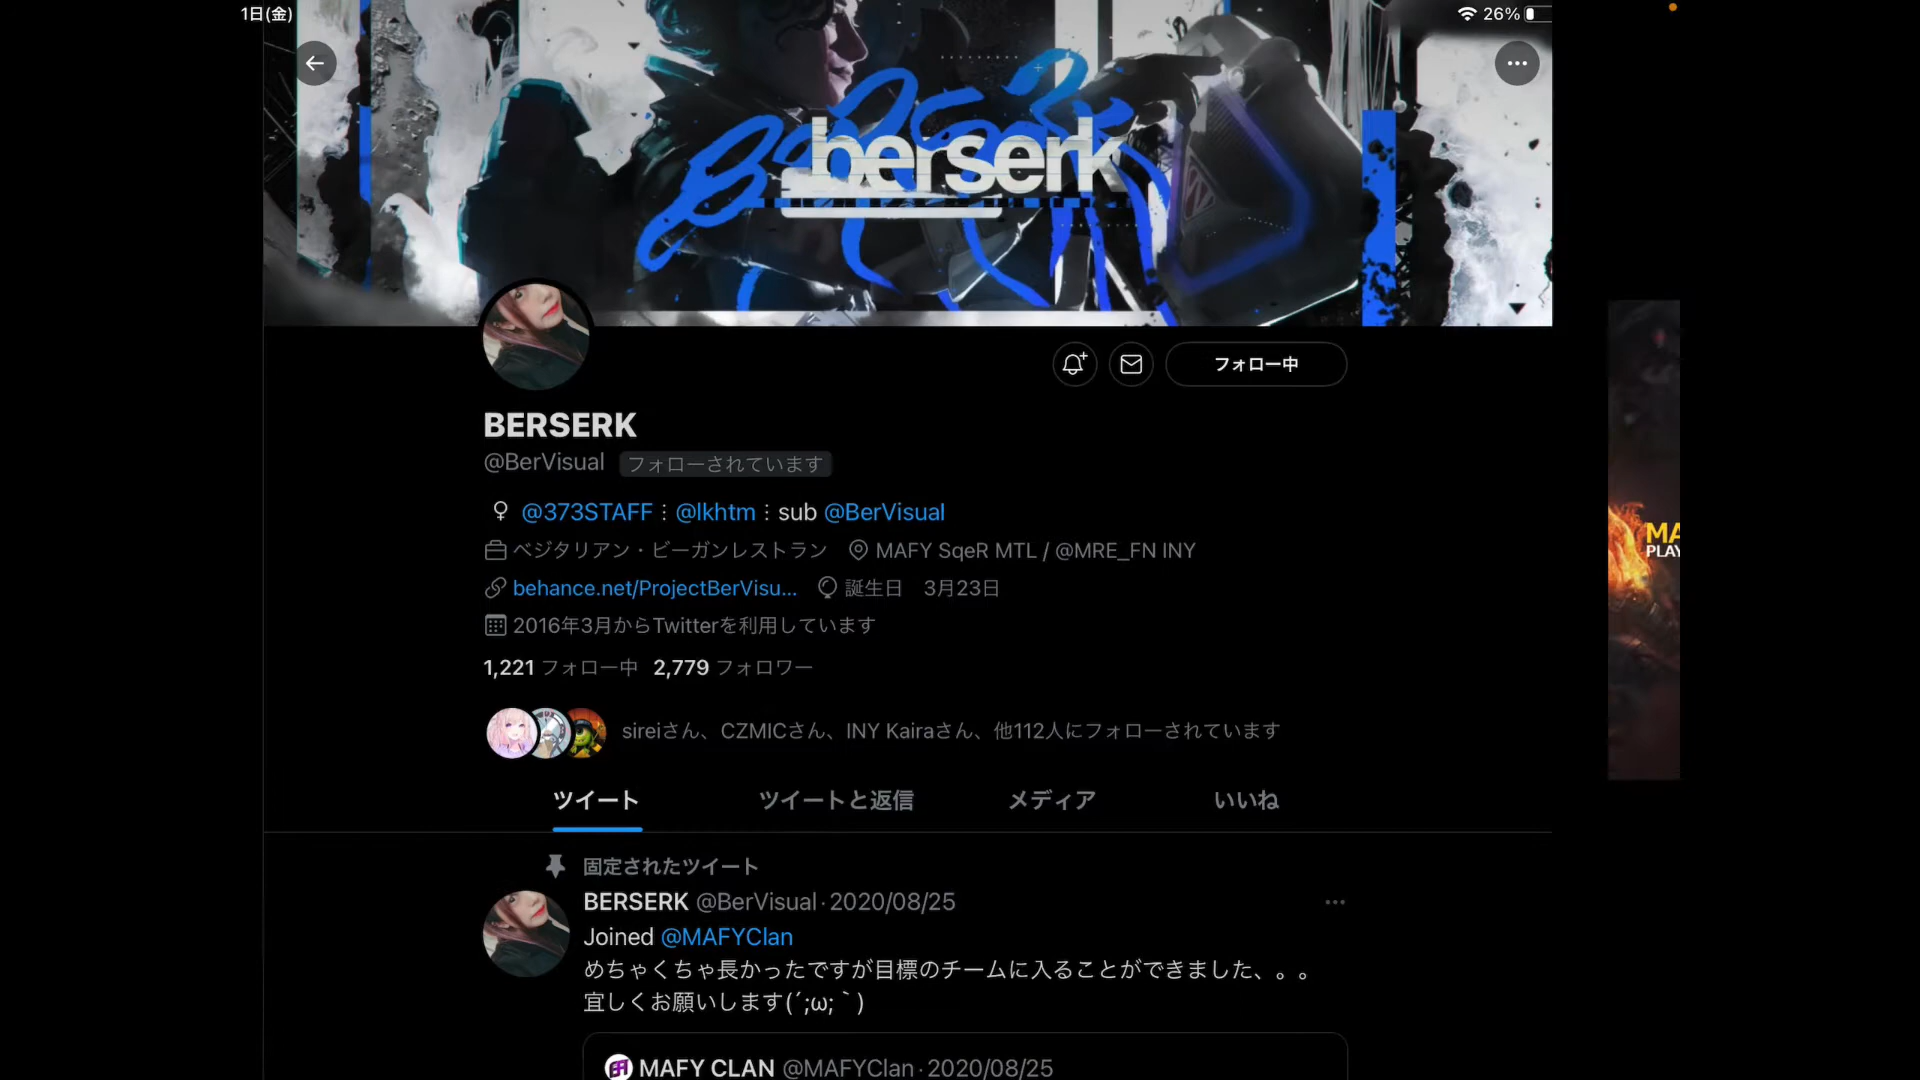 1日(金)
26%
berserk
フォロー中
BERSERK
@BerVisual フォローされています
♀ @373STAFF⋮@lkhtm⋮sub @BerVisual
ベジタリアン・ビーガンレストラン MAFY SqeR MTL / @MRE_FN INY
behance.net/ProjectBerVisu... 誕生日 3月23日
2016年3月からTwitterを利用しています
1,221 フォロー中 2,779 フォロワー
sireiさん、CZMICさん、INY Kairaさん、他112人にフォローされています
ツイート ツイートと返信 メディア いいね
固定されたツイート
BERSERK @BerVisual·2020/08/25
Joined @MAFYClan
めちゃくちゃ長かったですが目標のチームに入ることができました、。。
宜しくお願いします(´;ω;｀)
MAFY CLAN @MAFYClan·2020/08/25
MA
PLAY